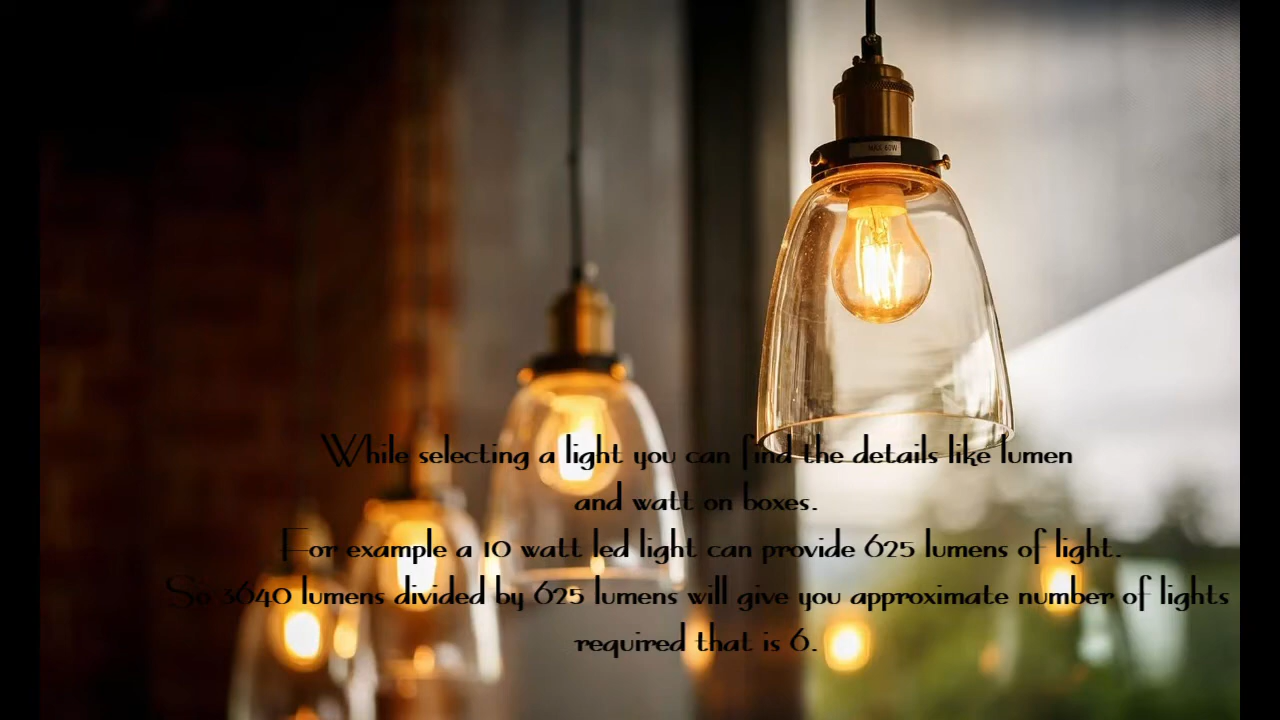 MAX 60W
While selecting a light you can find the details like lumen
and watt on boxes.
For example a 10 watt led light can provide 625 lumens of light.
So 3640 lumens divided by 625 lumens will give you approximate number of lights
required that is 6.